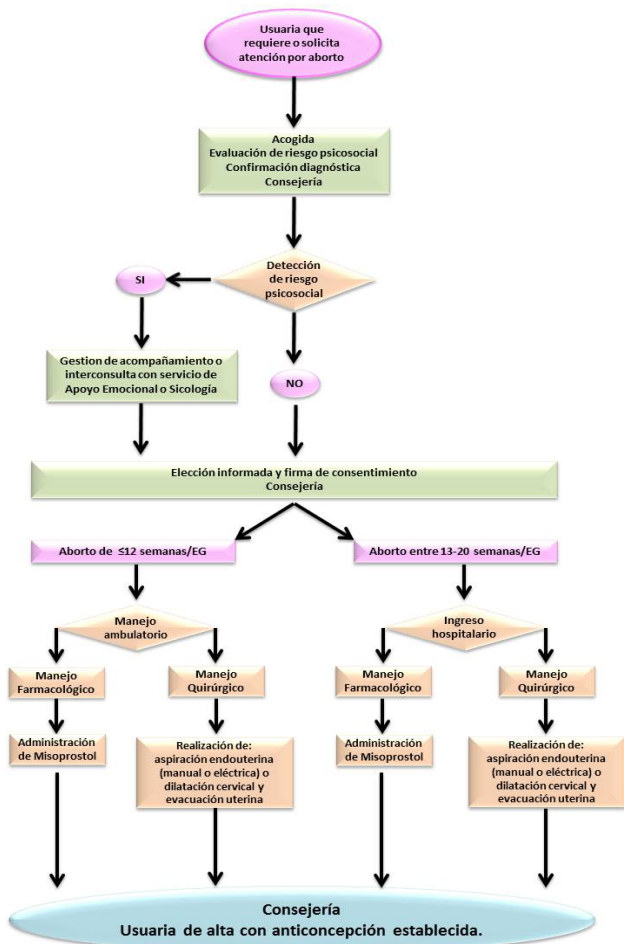 Usuaria que
requiere o solicita
atención por aborto
Acogida
Evaluación de riesgo psicosocial
Confirmación diagnóstica
Consejería
Detección
de riesgo
psicosocial
SI
Gestion de acompañamiento o
interconsulta con servicio de
Apoyo Emocional o Sicología
NO
Elección informada y firma de consentimiento
Consejería
Aborto de ≤12 semanas/EG
Aborto entre 13-20 semanas/EG
Manejo
ambulatorio
Ingreso
hospitalario
Manejo
Farmacológico
Manejo
Quirúrgico
Manejo
Farmacológico
Manejo
Quirúrgico
Administración
de Misoprostol
Realización de:
aspiración endouterina
(manual o eléctrica) o
dilatación cervical y
evacuación uterina
Administración
de Misoprostol
Realización de:
aspiración endouterina
(manual o eléctrica) o
dilatación cervical y
evacuación uterina
Consejería
Usuaria de alta con anticoncepción establecida.